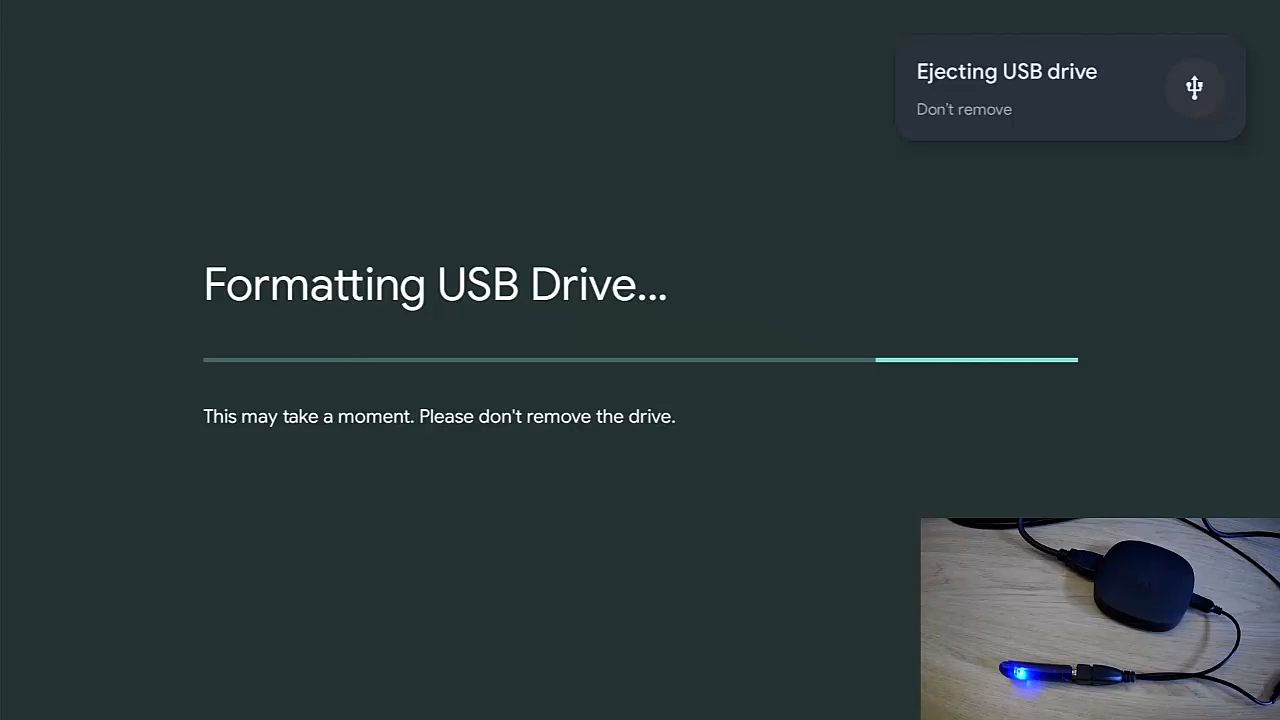 Ejecting USB drive
Don't remove
Formatting USB Drive...
This may take a moment. Please don't remove the drive.